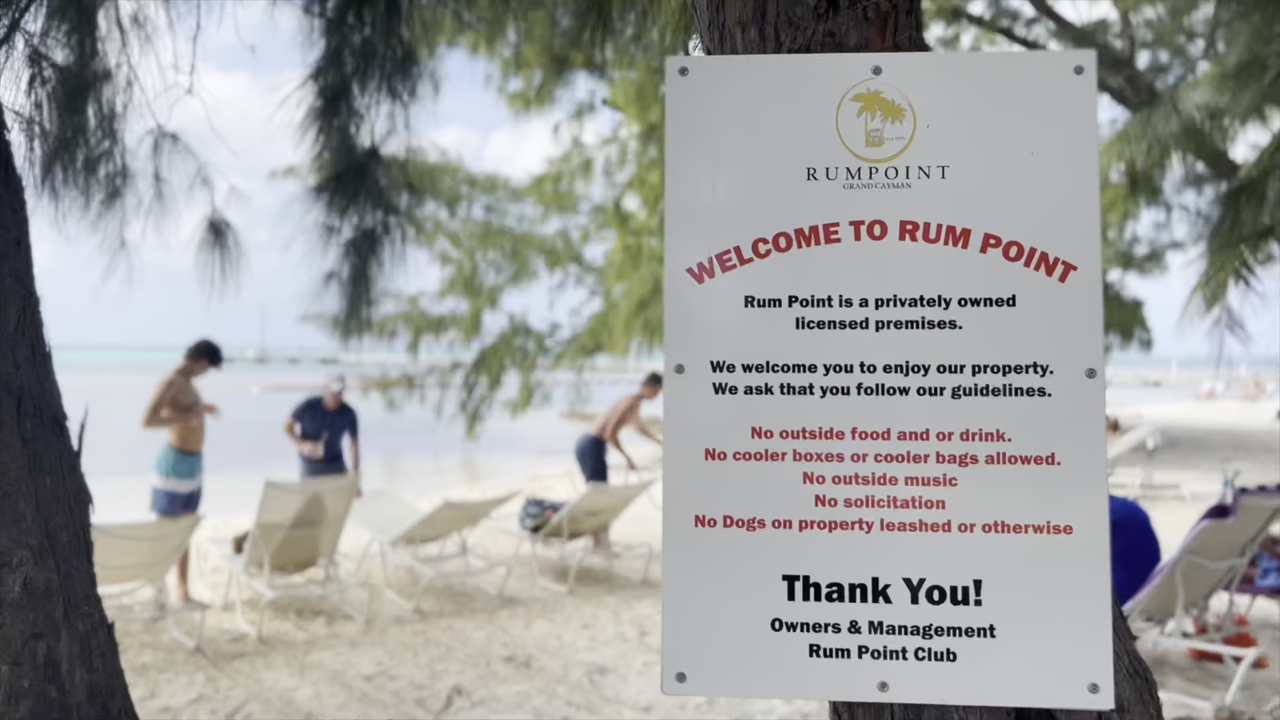 RUMPOINT
GRAND CAYMAN
WELCOME TO RUM POINT
Rum Point is a privately owned
licensed premises.
We welcome you to enjoy our property.
We ask that you follow our guidelines.
No outside food and or drink.
No cooler boxes or cooler bags allowed.
No outside music
No solicitation
No Dogs on property leashed or otherwise
Thank You!
Owners & Management
Rum Point Club